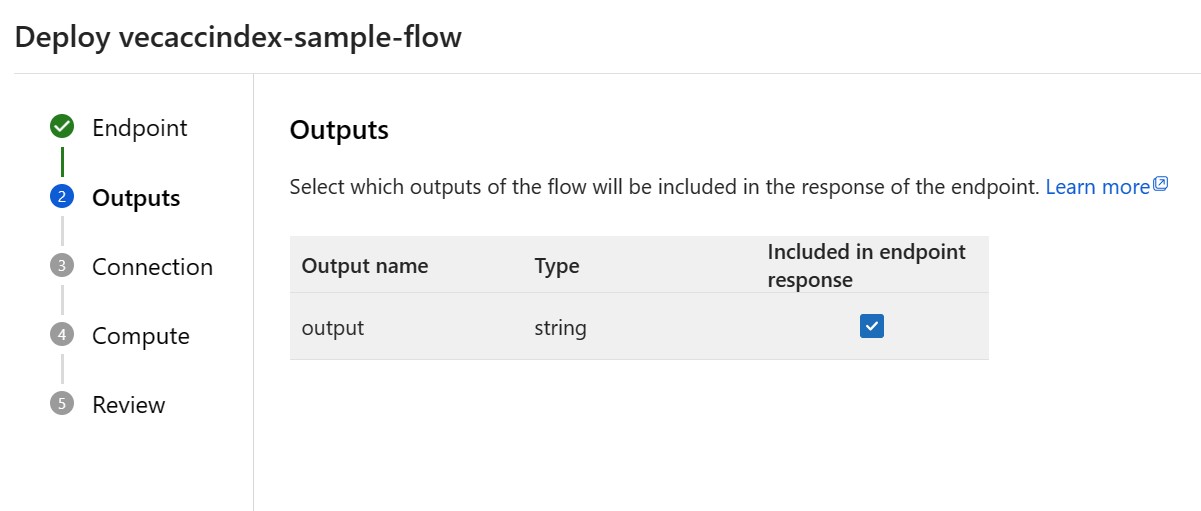 Deploy vecaccindex-sample-flow
Endpoint
2 Outputs
3 Connection
4 Compute
5 Review
Outputs
Select which outputs of the flow will be included in the response of the endpoint. Learn more
Output name Type Included in endpoint
response
output string